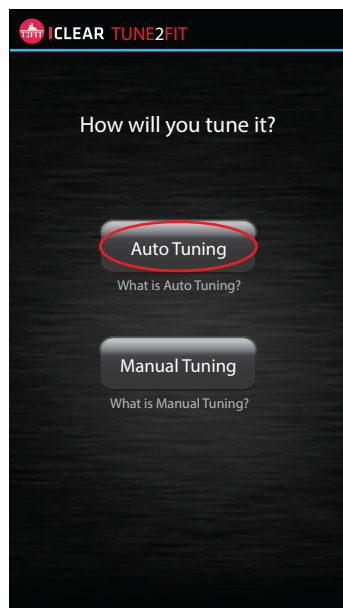 T2FIT ICLEAR TUNE2FIT
How will you tune it?
Auto Tuning
What is Auto Tuning?
Manual Tuning
What is Manual Tuning?